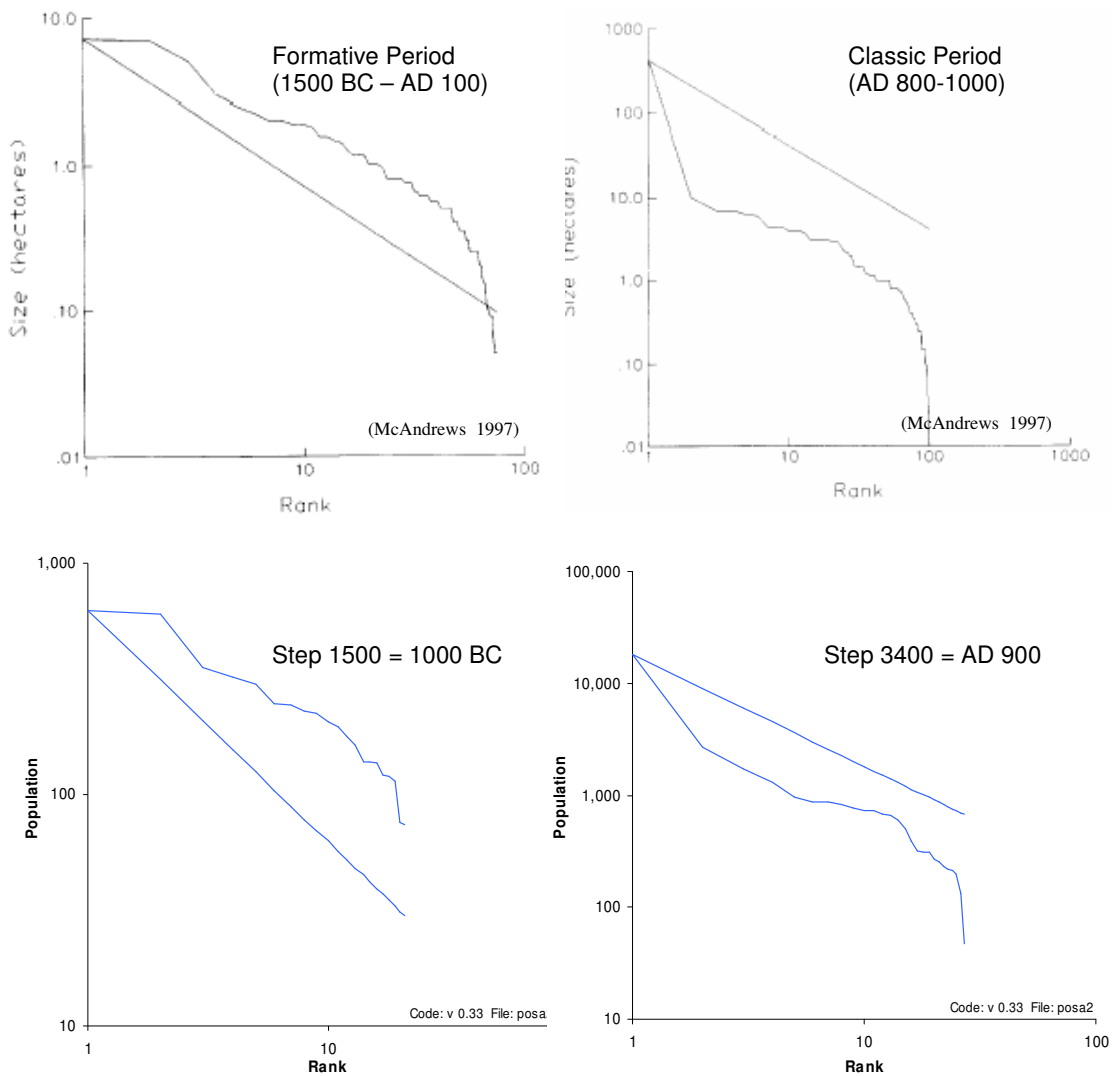 10.0
1.0
.10
.01
Size (hectares)
Formative Period
(1500 BC – AD 100)
(McAndrews 1997)
1
10
100
Rank
1000
100
10.0
1.0
.10
.01
Size (hectares)
Classic Period
(AD 800-1000)
(McAndrews 1997)
1
10
100
1000
Rank
1,000
100
10
Population
Step 1500 = 1000 BC
Code: v 0.33 File: posa
1
10
Rank
100,000
10,000
1,000
100
10
Population
Step 3400 = AD 900
Code: v 0.33 File: posa2
1
10
100
Rank